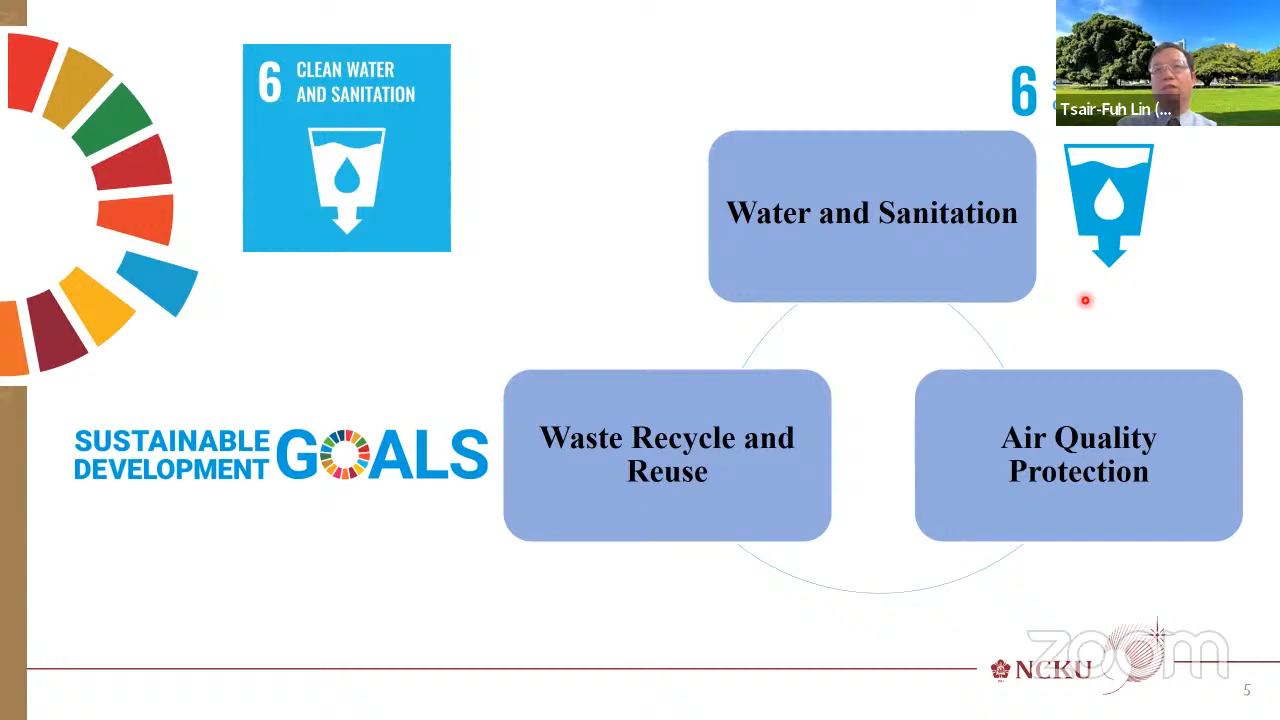 6 CLEAN WATER
AND SANITATION
6
Tsair-Fuh Lin (...
Water and Sanitation
SUSTAINABLE
DEVELOPMENT
GOALS
Waste Recycle and
Reuse
Air Quality
Protection
zoom
NCKU
5